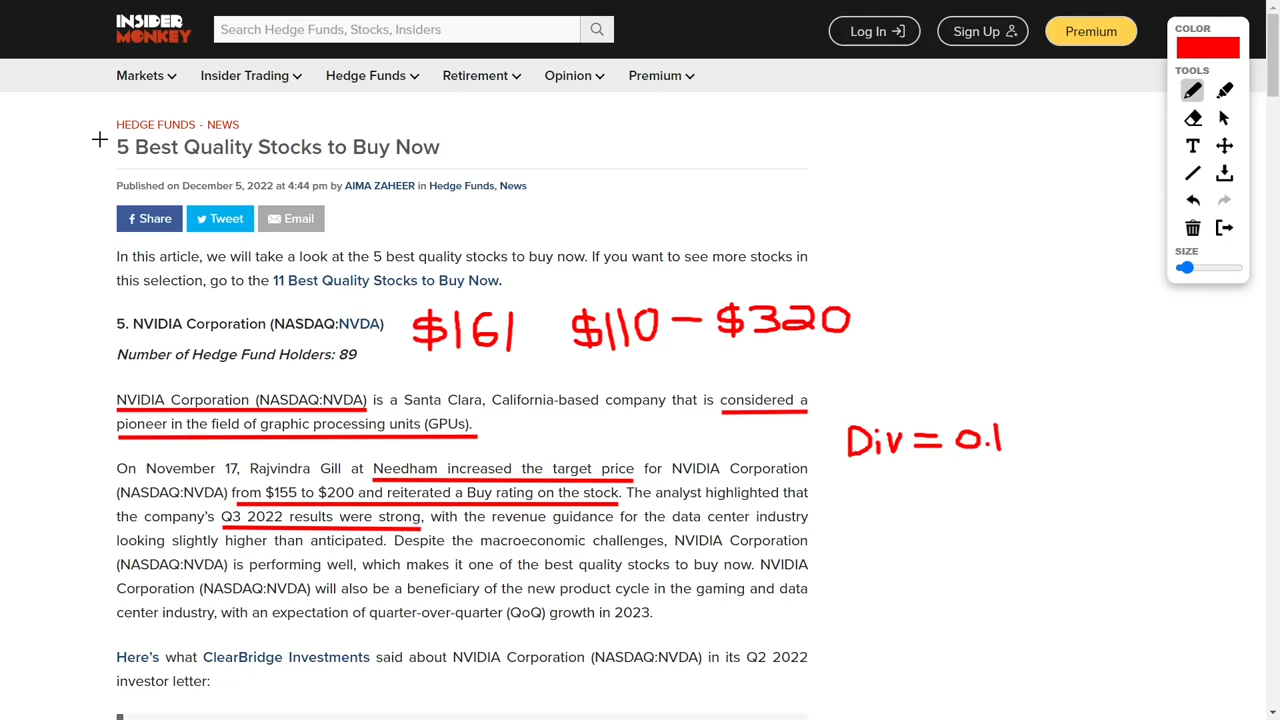 INSIDER
MONKEY
Search Hedge Funds, Stocks, Insiders
Log In
Sign Up
Premium
Markets
Insider Trading
Hedge Funds
Retirement
Opinion
Premium
HEDGE FUNDS - NEWS
5 Best Quality Stocks to Buy Now
Published on December 5, 2022 at 4:44 pm by AIMA ZAHEER in Hedge Funds, News
Share
Tweet
Email
In this article, we will take a look at the 5 best quality stocks to buy now. If you want to see more stocks in
this selection, go to the 11 Best Quality Stocks to Buy Now.
5. NVIDIA Corporation (NASDAQ:NVDA)
$161
$110 - $320
Number of Hedge Fund Holders: 89
NVIDIA Corporation (NASDAQ:NVDA) is a Santa Clara, California-based company that is considered a
pioneer in the field of graphic processing units (GPUs).
Div = 0.1
On November 17, Rajvindra Gill at Needham increased the target price for NVIDIA Corporation
(NASDAQ:NVDA) from $155 to $200 and reiterated a Buy rating on the stock. The analyst highlighted that
the company's Q3 2022 results were strong, with the revenue guidance for the data center industry
looking slightly higher than anticipated. Despite the macroeconomic challenges, NVIDIA Corporation
(NASDAQ:NVDA) is performing well, which makes it one of the best quality stocks to buy now. NVIDIA
Corporation (NASDAQ:NVDA) will also be a beneficiary of the new product cycle in the gaming and data
center industry, with an expectation of quarter-over-quarter (QoQ) growth in 2023.
Here's what ClearBridge Investments said about NVIDIA Corporation (NASDAQ:NVDA) in its Q2 2022
investor letter:
COLOR
TOOLS
T
SIZE